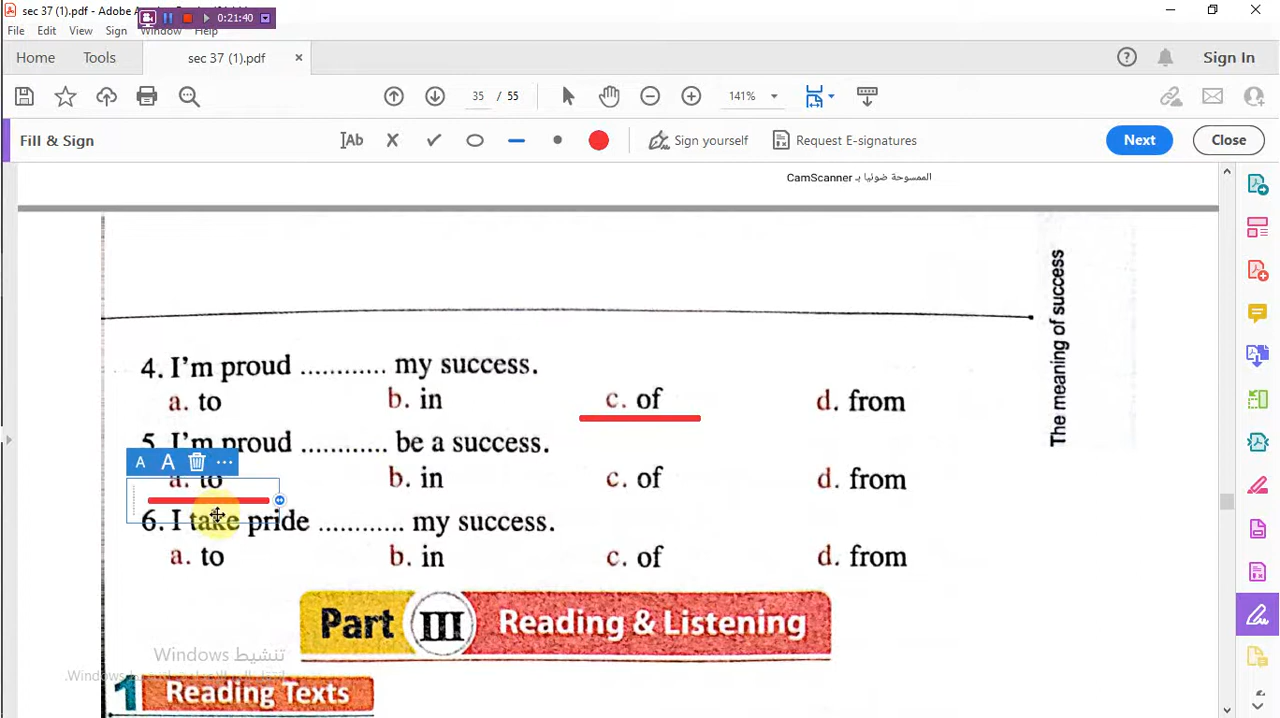 sec 37 (1).pdf - Adobe A
0:21:40
File Edit View Sign Window Help
Home Tools sec 37 (1).pdf × Sign In
35 / 55 141%
Fill & Sign Ab Sign yourself Request E-signatures Next Close
الممسوحة ضوئيا بـ CamScanner
The meaning of success
4. I'm proud ............ my success.
a. to b. in c. of d. from
5. I'm proud ............ be a success.
A A ...
a. to b. in c. of d. from
6. I take pride ............ my success.
a. to b. in c. of d. from
Part III Reading & Listening
تنشيط Windows
1 Reading Texts